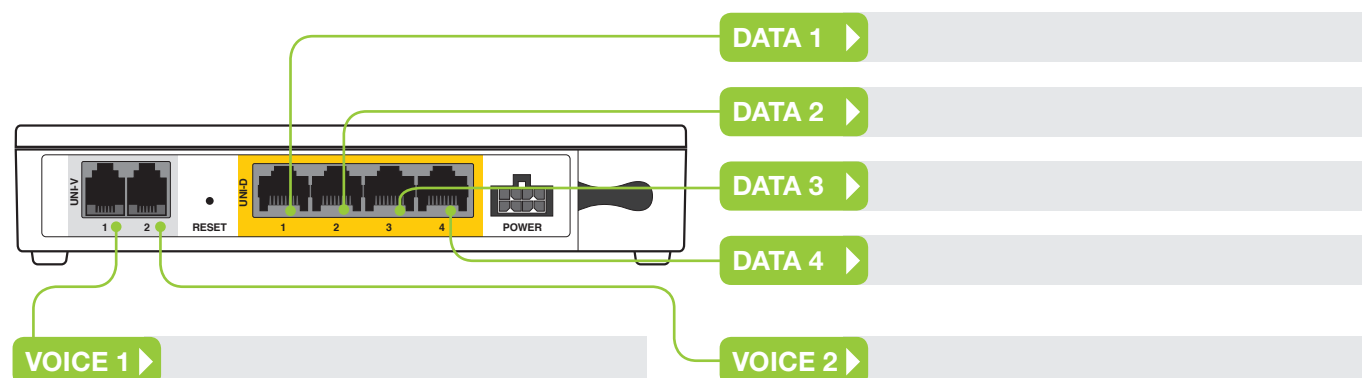 DATA 1
DATA 2
DATA 3
DATA 4
UNI-V
1 2
RESET
UNI-D
1 2 3 4
POWER
VOICE 1
VOICE 2